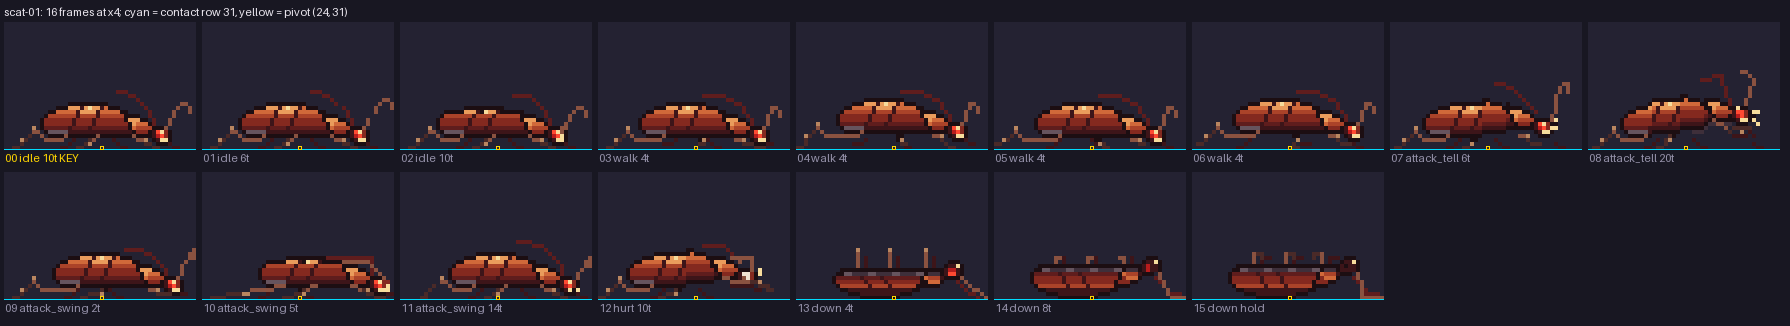 scat-01: 16 frames at x4; cyan = contact row 31, yellow = pivot (24, 31)
00 idle 10t KEY
01 idle 6t
02 idle 10t
03 walk 4t
04 walk 4t
05 walk 4t
06 walk 4t
07 attack_tell 6t
08 attack_tell 20t
09 attack_swing 2t
10 attack_swing 5t
11 attack_swing 14t
12 hurt 10t
13 down 4t
14 down 8t
15 down hold